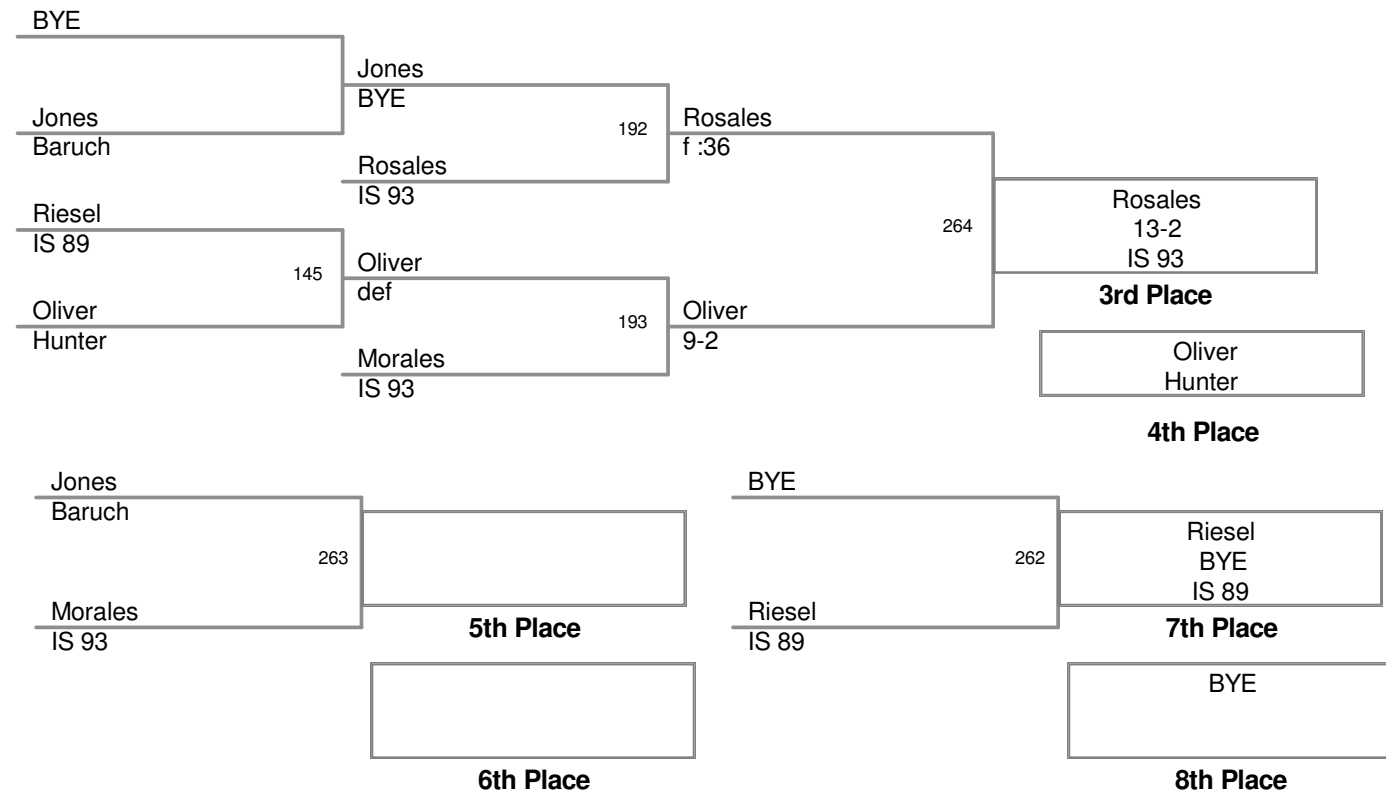 BYE
Jones
BYE
Jones
Baruch
192
Rosales
f :36
Rosales
IS 93
Riesel
IS 89
145
Oliver
def
264
Rosales
13-2
IS 93
3rd Place
Oliver
Hunter
193
Oliver
9-2
Morales
IS 93
Oliver
Hunter
4th Place
Jones
Baruch
263
Morales
IS 93
5th Place
6th Place
BYE
262
Riesel
IS 89
Riesel
BYE
IS 89
7th Place
BYE
8th Place